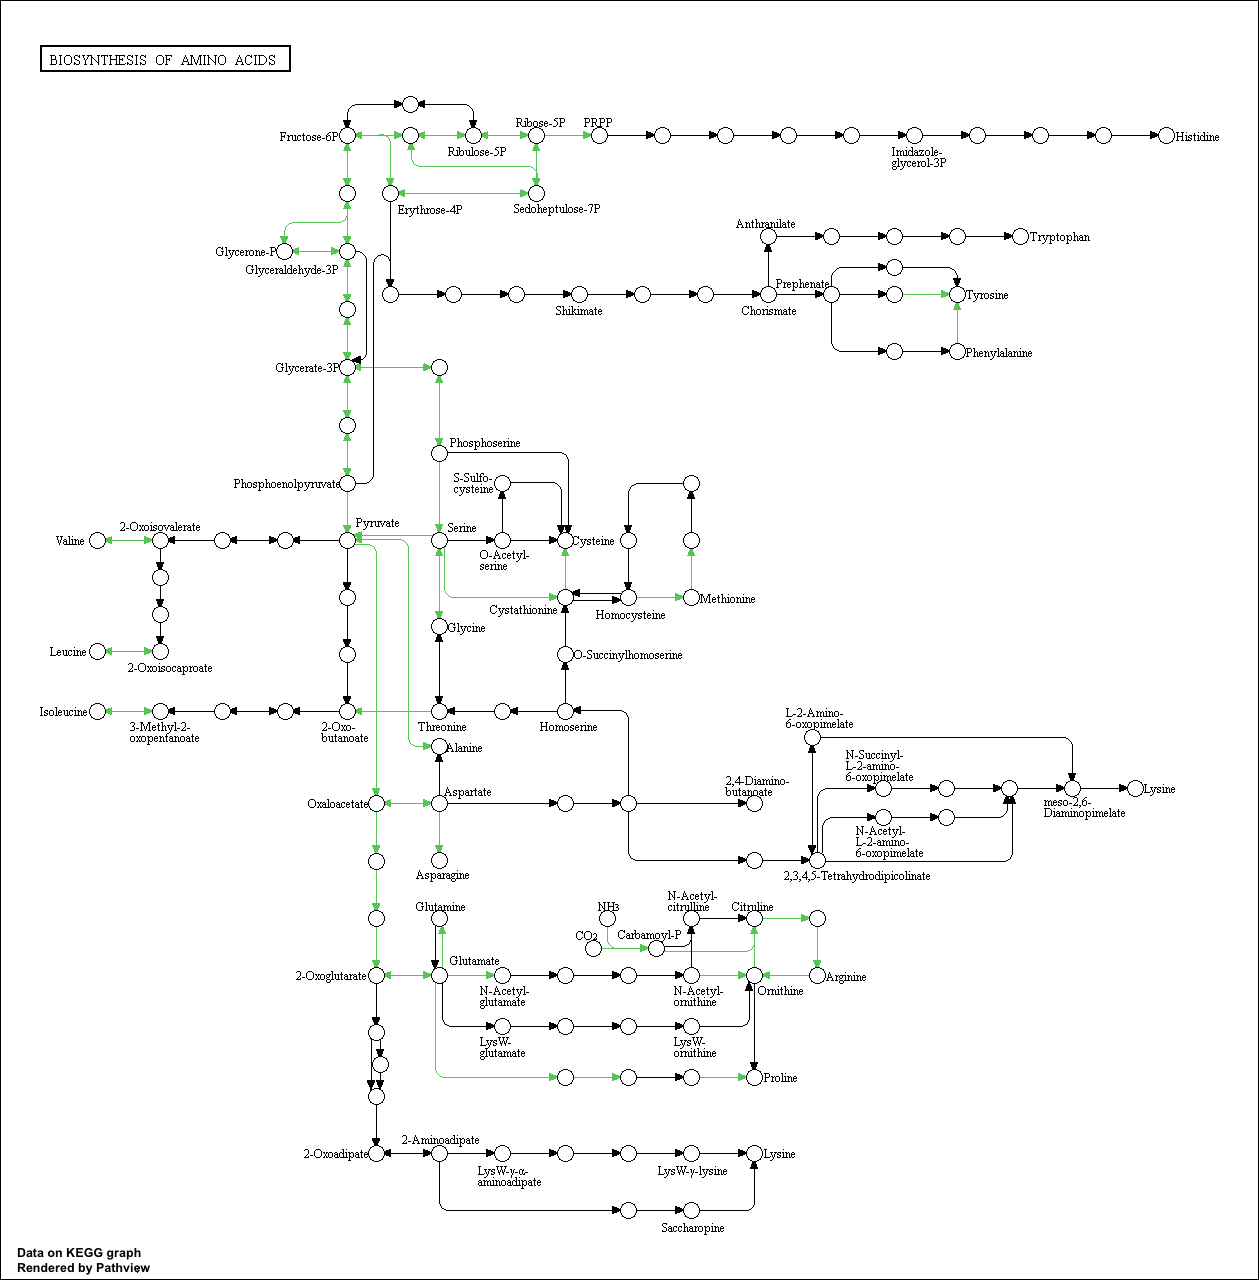 BIOSYNTHESIS OF AMINO ACIDS
Fructose-6P
Ribulose-5P
Ribose-5P
PRPP
Histidine
Imidazole-
glycerol-3P
Erythrose-4P
Sedoheptulose-7P
Anthranilate
Tryptophan
Glycerone-P
Glyceraldehyde-3P
Shikimate
Prephenate
Chorismate
Tyrosine
Phenylalanine
Glycerate-3P
Phosphoserine
Phosphoenolpyruvate
S-Sulfo-
cysteine
Valine
2-Oxoisovalerate
Pyruvate
Serine
O-Acetyl-
serine
Cysteine
Cystathionine
Homocysteine
Methionine
Glycine
Leucine
2-Oxoisocaproate
O-Succinylhomoserine
Isoleucine
3-Methyl-2-
oxopentanoate
2-Oxo-
butanoate
Threonine
Homoserine
Alanine
L-2-Amino-
6-oxopimelate
N-Succinyl-
L-2-amino-
6-oxopimelate
2,4-Diamino-
butanoate
Oxaloacetate
Aspartate
Lysine
meso-2,6-
Diaminopimelate
N-Acetyl-
L-2-amino-
6-oxopimelate
Asparagine
2,3,4,5-Tetrahydrodipicolinate
Glutamine
NH3
N-Acetyl-
citrulline
Citruline
CO2
Carbamoyl-P
2-Oxoglutarate
Glutamate
N-Acetyl-
glutamate
N-Acetyl-
ornithine
Ornithine
Arginine
LysW-
glutamate
LysW-
ornithine
Proline
2-Oxoadipate
2-Aminoadipate
LysW-γ-α-
aminoadipate
LysW-γ-lysine
Lysine
Saccharopine
Data on KEGG graph
Rendered by Pathview